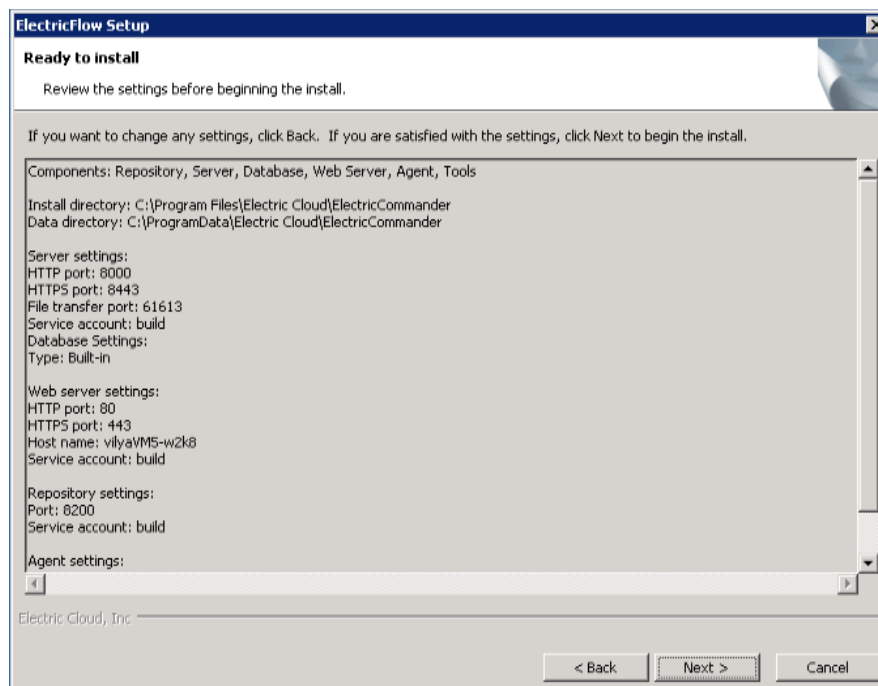 ElectricFlow Setup
Ready to install
Review the settings before beginning the install.
If you want to change any settings, click Back.  If you are satisfied with the settings, click Next to begin the install.
Components: Repository, Server, Database, Web Server, Agent, Tools
Install directory: C:\Program Files\Electric Cloud\ElectricCommander
Data directory: C:\ProgramData\Electric Cloud\ElectricCommander
Server settings:
HTTP port: 8000
HTTPS port: 8443
File transfer port: 61613
Service account: build
Database Settings:
Type: Built-in
Web server settings:
HTTP port: 80
HTTPS port: 443
Host name: vilyaVM5-w2k8
Service account: build
Repository settings:
Port: 8200
Service account: build
Agent settings:
Electric Cloud, Inc
< Back
Next >
Cancel